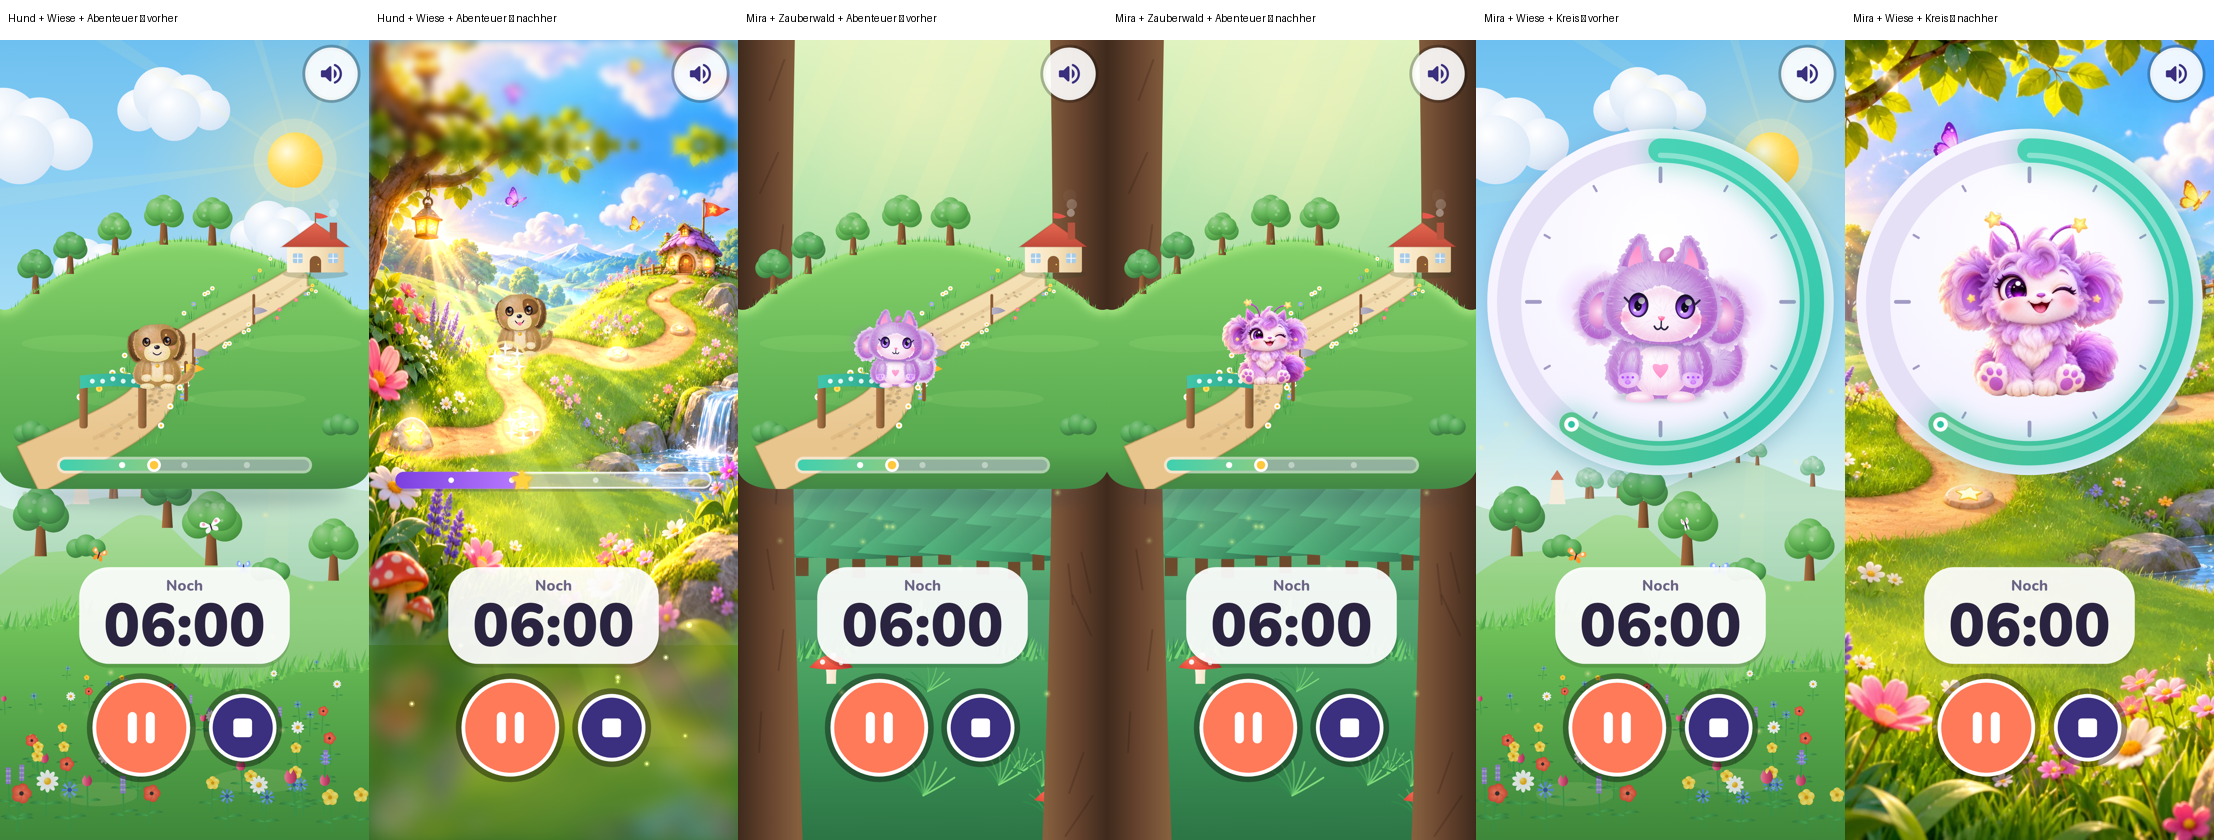 Hund + Wiese + Abenteuer vorher
Hund + Wiese + Abenteuer nachher
Mira + Zauberwald + Abenteuer vorher
Mira + Zauberwald + Abenteuer nachher
Mira + Wiese + Kreis vorher
Mira + Wiese + Kreis nachher
Noch
06:00
Noch
06:00
Noch
06:00
Noch
06:00
Noch
06:00
Noch
06:00